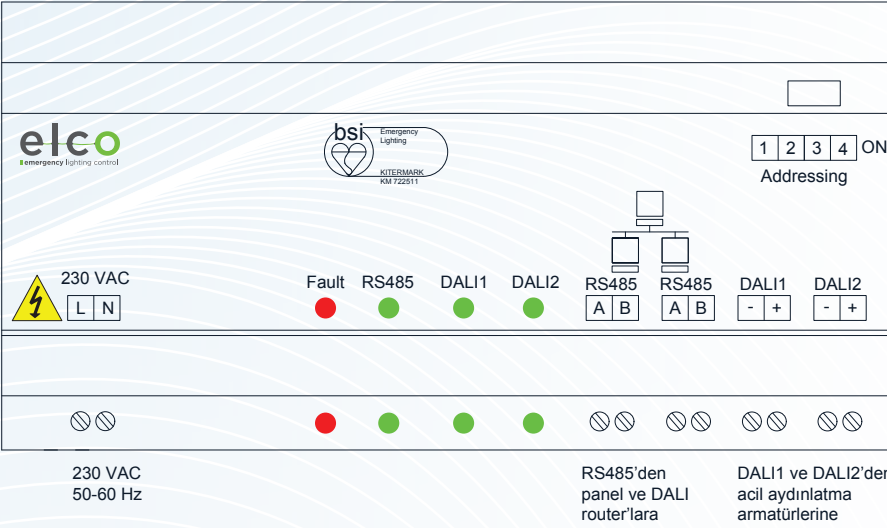 elco
emergency lighting control
bsi
Emergency
Lighting
KITERMARK
KM 722511
1 2 3 4 ON
Addressing
230 VAC
L N
Fault RS485 DALI1 DALI2
RS485 RS485 DALI1 DALI2
A B A B - + - +
230 VAC
50-60 Hz
RS485’den
panel ve DALI
router’lara
DALI1 ve DALI2’den
acil aydınlatma
armatürlerine